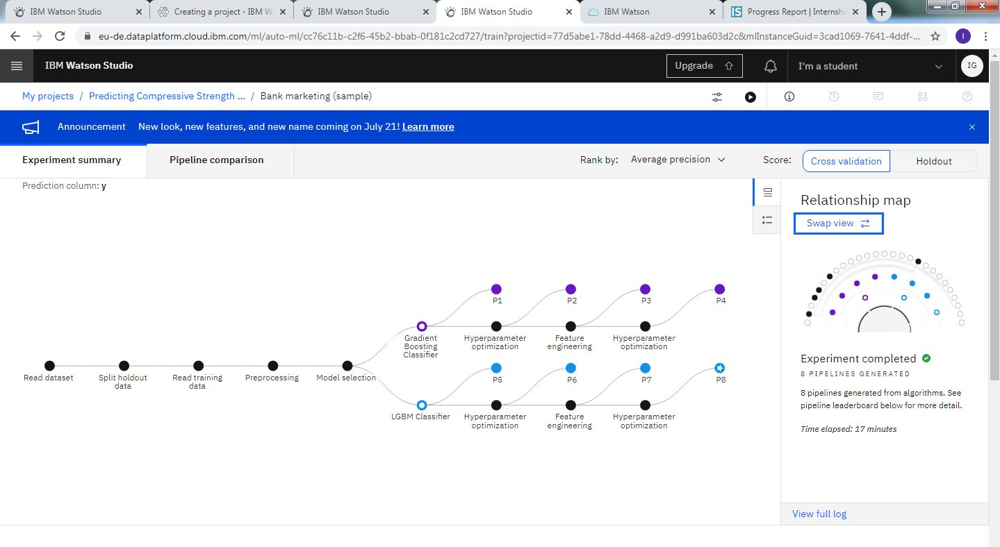 IBM Watson Studio
Creating a project - IBM W
IBM Watson Studio
IBM Watson Studio
IBM Watson
Progress Report | Internsha
eu-de.dataplatform.cloud.ibm.com/ml/auto-ml/cc76c11b-c2f6-45b2-bbab-0f181c2cd727/train?projectid=77d5abe1-78dd-4468-a2d9-d991ba603d2c&mlInstanceGuid=3cad1069-7641-4ddf-...
I
IBM Watson Studio
Upgrade
I'm a student
IG
My projects / Predicting Compressive Strength ... / Bank marketing (sample)
Announcement New look, new features, and new name coming on July 21! Learn more
Experiment summary
Pipeline comparison
Rank by: Average precision
Score: Cross validation Holdout
Prediction column: y
Relationship map
Swap view
P1
P2
P3
P4
Gradient
Boosting
Classifier
Hyperparameter
optimization
Feature
engineering
Hyperparameter
optimization
Read dataset
Split holdout
data
Read training
data
Preprocessing
Model selection
P5
P6
P7
P8
LGBM Classifier
Hyperparameter
optimization
Feature
engineering
Hyperparameter
optimization
Experiment completed
8 PIPELINES GENERATED
8 pipelines generated from algorithms. See
pipeline leaderboard below for more detail.
Time elapsed: 17 minutes
View full log